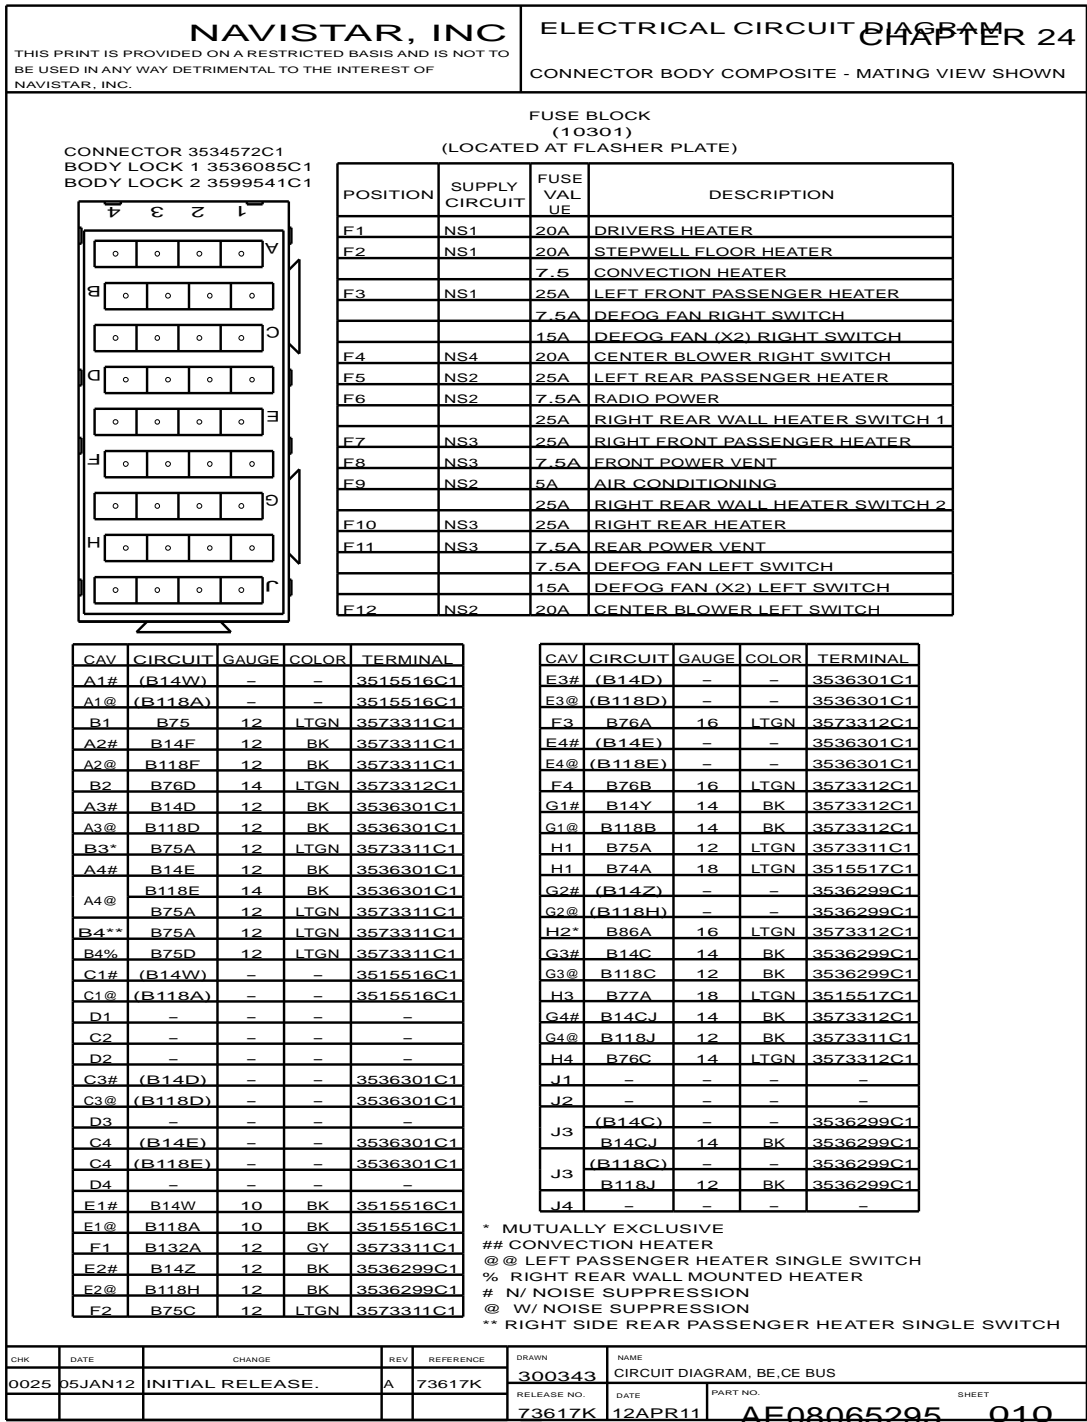 NAVISTAR, INC
THIS PRINT IS PROVIDED ON A RESTRICTED BASIS AND IS NOT TO
BE USED IN ANY WAY DETRIMENTAL TO THE INTEREST OF
NAVISTAR, INC.
ELECTRICAL CIRCUIT DIAGRAM
CHAPTER 24
CONNECTOR BODY COMPOSITE - MATING VIEW SHOWN
FUSE BLOCK
(10301)
(LOCATED AT FLASHER PLATE)
CONNECTOR 3534572C1
BODY LOCK 1 3536085C1
BODY LOCK 2 3599541C1
4 3 2 1
A
B
C
D
E
F
G
H
J
POSITION SUPPLY CIRCUIT FUSE VAL UE DESCRIPTION
F1 NS1 20A DRIVERS HEATER
F2 NS1 20A STEPWELL FLOOR HEATER
7.5 CONVECTION HEATER
F3 NS1 25A LEFT FRONT PASSENGER HEATER
7.5A DEFOG FAN RIGHT SWITCH
15A DEFOG FAN (X2) RIGHT SWITCH
F4 NS4 20A CENTER BLOWER RIGHT SWITCH
F5 NS2 25A LEFT REAR PASSENGER HEATER
F6 NS2 7.5A RADIO POWER
25A RIGHT REAR WALL HEATER SWITCH 1
F7 NS3 25A RIGHT FRONT PASSENGER HEATER
F8 NS3 7.5A FRONT POWER VENT
F9 NS2 5A AIR CONDITIONING
25A RIGHT REAR WALL HEATER SWITCH 2
F10 NS3 25A RIGHT REAR HEATER
F11 NS3 7.5A REAR POWER VENT
7.5A DEFOG FAN LEFT SWITCH
15A DEFOG FAN (X2) LEFT SWITCH
F12 NS2 20A CENTER BLOWER LEFT SWITCH
CAV CIRCUIT GAUGE COLOR TERMINAL
A1# (B14W) – – 3515516C1
A1@ (B118A) – – 3515516C1
B1 B75 12 LTGN 3573311C1
A2# B14F 12 BK 3573311C1
A2@ B118F 12 BK 3573311C1
B2 B76D 14 LTGN 3573312C1
A3# B14D 12 BK 3536301C1
A3@ B118D 12 BK 3536301C1
B3* B75A 12 LTGN 3573311C1
A4# B14E 12 BK 3536301C1
A4@ B118E 14 BK 3536301C1
B75A 12 LTGN 3573311C1
B4** B75A 12 LTGN 3573311C1
B4% B75D 12 LTGN 3573311C1
C1# (B14W) – – 3515516C1
C1@ (B118A) – – 3515516C1
D1 – – – –
C2 – – – –
D2 – – – –
C3# (B14D) – – 3536301C1
C3@ (B118D) – – 3536301C1
D3 – – – –
C4 (B14E) – – 3536301C1
C4 (B118E) – – 3536301C1
D4 – – – –
E1# B14W 10 BK 3515516C1
E1@ B118A 10 BK 3515516C1
F1 B132A 12 GY 3573311C1
E2# B14Z 12 BK 3536299C1
E2@ B118H 12 BK 3536299C1
F2 B75C 12 LTGN 3573311C1
CAV CIRCUIT GAUGE COLOR TERMINAL
E3# (B14D) – – 3536301C1
E3@ (B118D) – – 3536301C1
F3 B76A 16 LTGN 3573312C1
E4# (B14E) – – 3536301C1
E4@ (B118E) – – 3536301C1
F4 B76B 16 LTGN 3573312C1
G1# B14Y 14 BK 3573312C1
G1@ B118B 14 BK 3573312C1
H1 B75A 12 LTGN 3573311C1
H1 B74A 18 LTGN 3515517C1
G2# (B14Z) – – 3536299C1
G2@ (B118H) – – 3536299C1
H2* B86A 16 LTGN 3573312C1
G3# B14C 14 BK 3536299C1
G3@ B118C 12 BK 3536299C1
H3 B77A 18 LTGN 3515517C1
G4# B14CJ 14 BK 3573312C1
G4@ B118J 12 BK 3573311C1
H4 B76C 14 LTGN 3573312C1
J1 – – – –
J2 – – – –
J3 (B14C) – – 3536299C1
B14CJ 14 BK 3536299C1
J3 (B118C) – – 3536299C1
B118J 12 BK 3536299C1
J4 – – – –
* MUTUALLY EXCLUSIVE
## CONVECTION HEATER
@@ LEFT PASSENGER HEATER SINGLE SWITCH
% RIGHT REAR WALL MOUNTED HEATER
# N/ NOISE SUPPRESSION
@ W/ NOISE SUPPRESSION
** RIGHT SIDE REAR PASSENGER HEATER SINGLE SWITCH
CHK DATE CHANGE REV REFERENCE
0025 05JAN12 INITIAL RELEASE. A 73617K
DRAWN 300343
NAME CIRCUIT DIAGRAM, BE,CE BUS
RELEASE NO. 73617K
DATE 12APR11
PART NO. AE08065295
SHEET 010